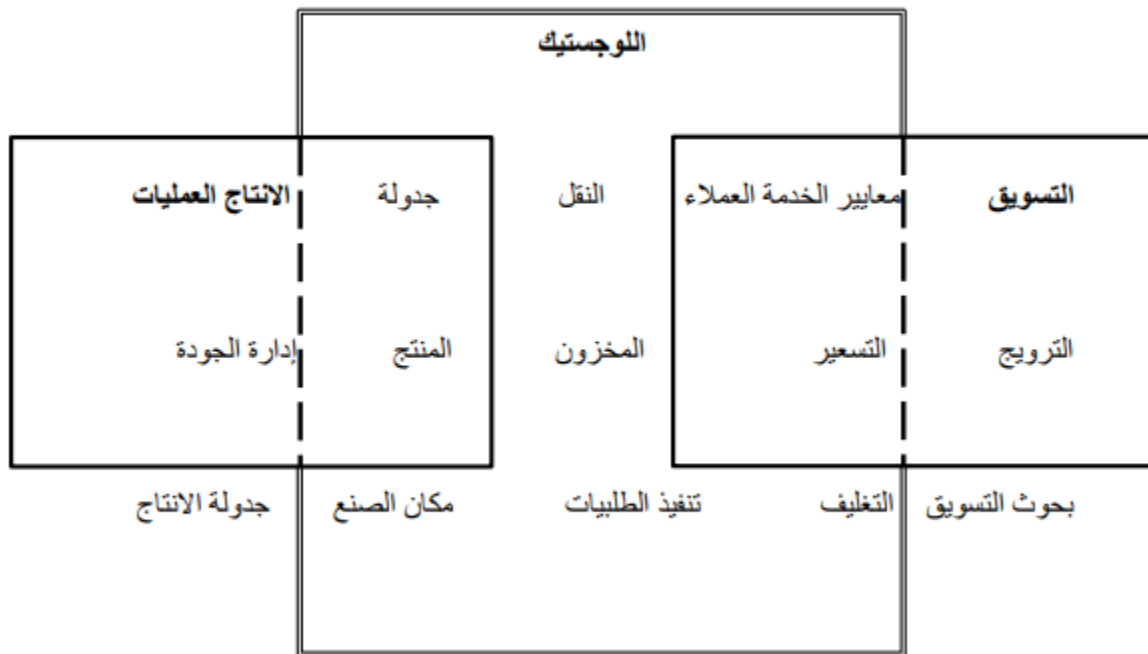 اللوجستيك
التسويق معايير الخدمة العملاء النقل جدولة الانتاج العمليات
الترويج التسعير المخزون المنتج إدارة الجودة
بحوث التسويق التغليف تنفيذ الطلبيات مكان الصنع جدولة الانتاج